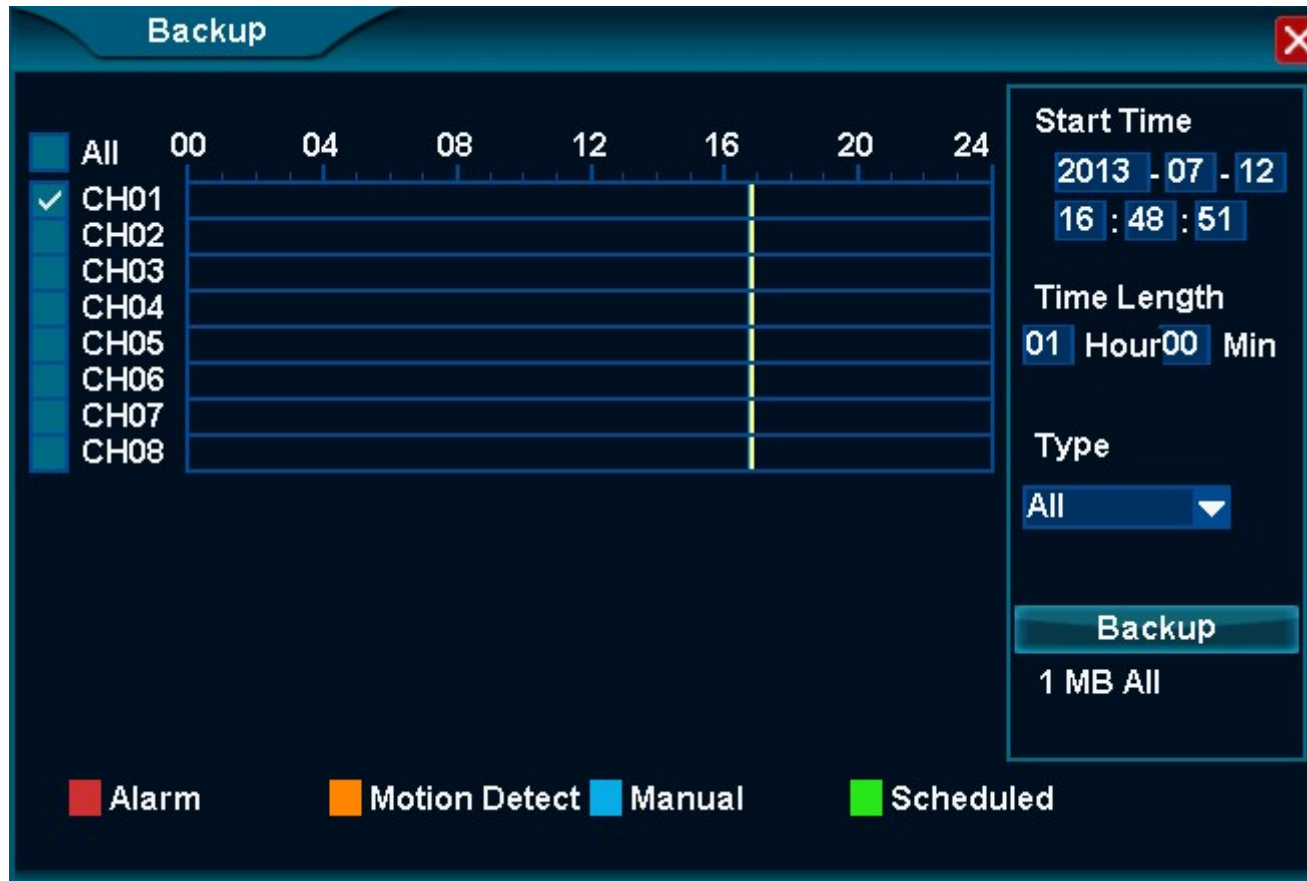 Backup
All 00 04 08 12 16 20 24
CH01
CH02
CH03
CH04
CH05
CH06
CH07
CH08
Start Time
2013 - 07 - 12
16 : 48 : 51
Time Length
01 Hour 00 Min
Type
All
Backup
1 MB All
Alarm Motion Detect Manual Scheduled